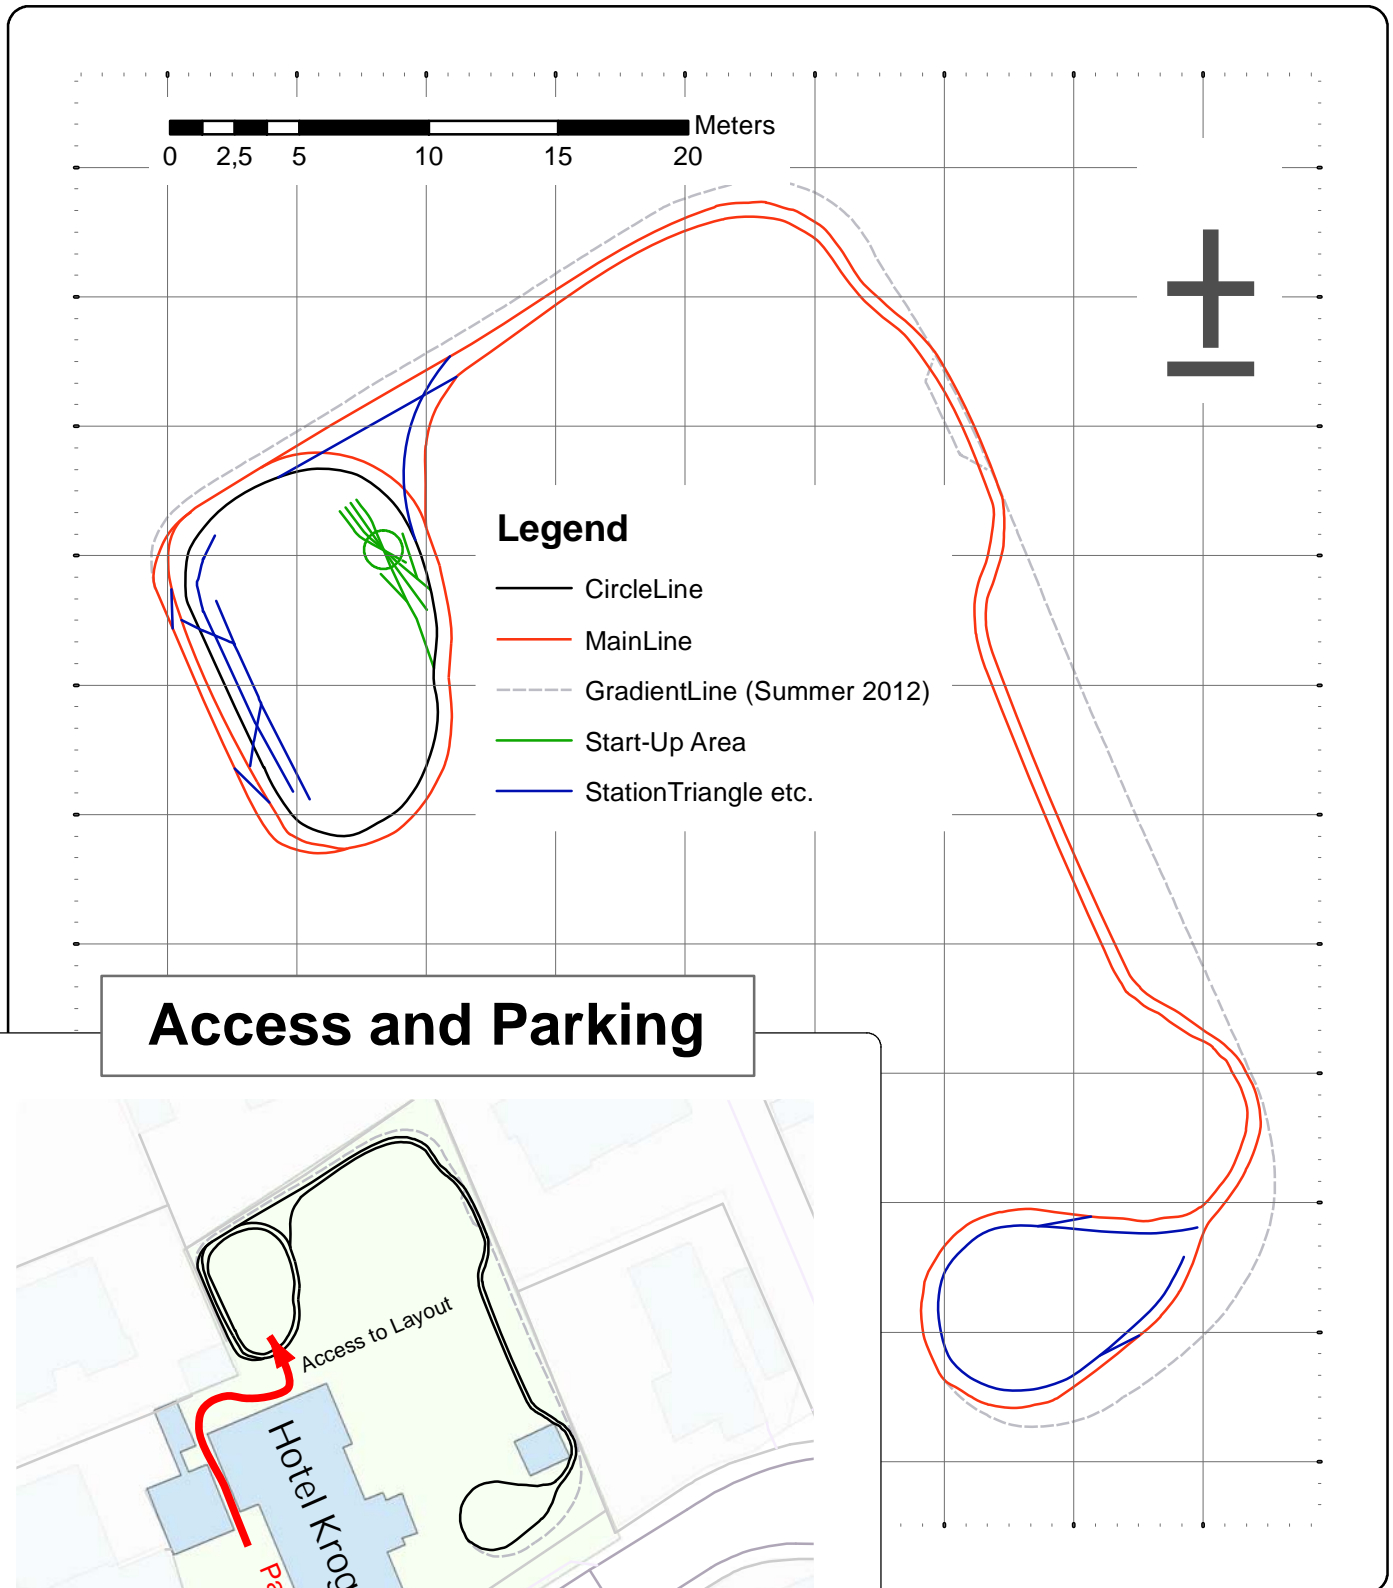 Meters
0 2,5 5 10 15 20
Legend
CircleLine
MainLine
GradientLine (Summer 2012)
Start-Up Area
StationTriangle etc.
Access and Parking
Access to Layout
Hotel Krog
Pa